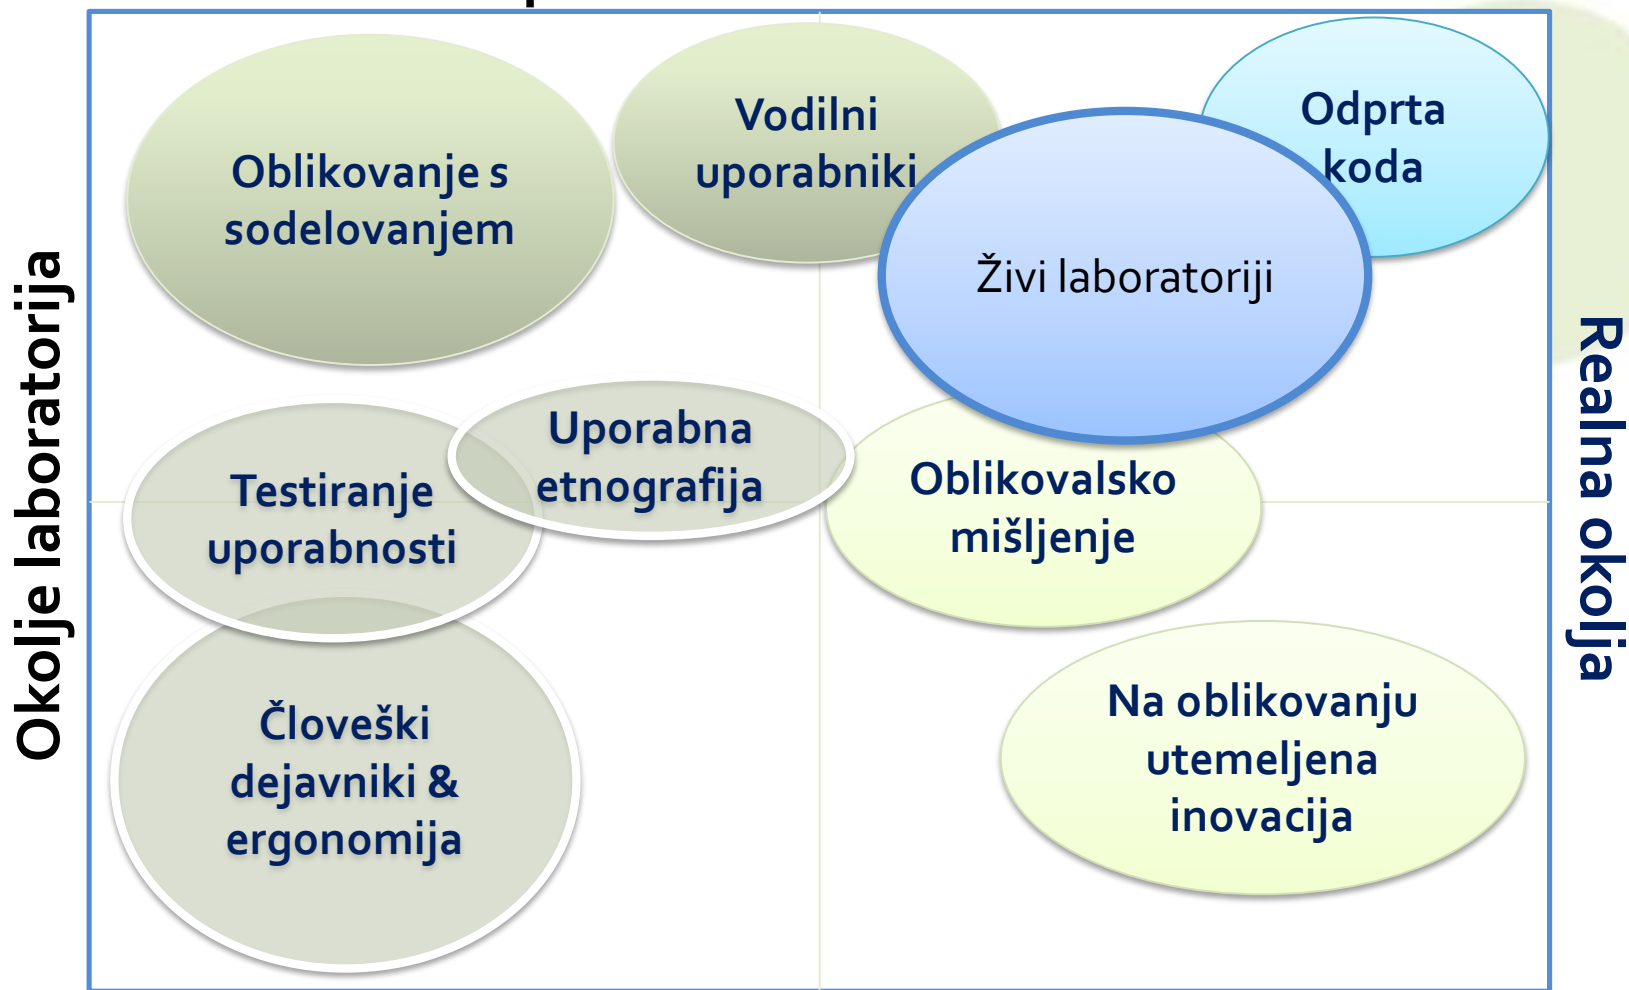 Oblikovanje s
sodelovanjem
Vodilni
uporabniki
Odprta
koda
Živi laboratoriji
Okolje laboratorija
Realna okolja
Uporabna
etnografija
Testiranje
uporabnosti
Oblikovalsko
mišljenje
Človeški
dejavniki &
ergonomija
Na oblikovanju
utemeljena
inovacija